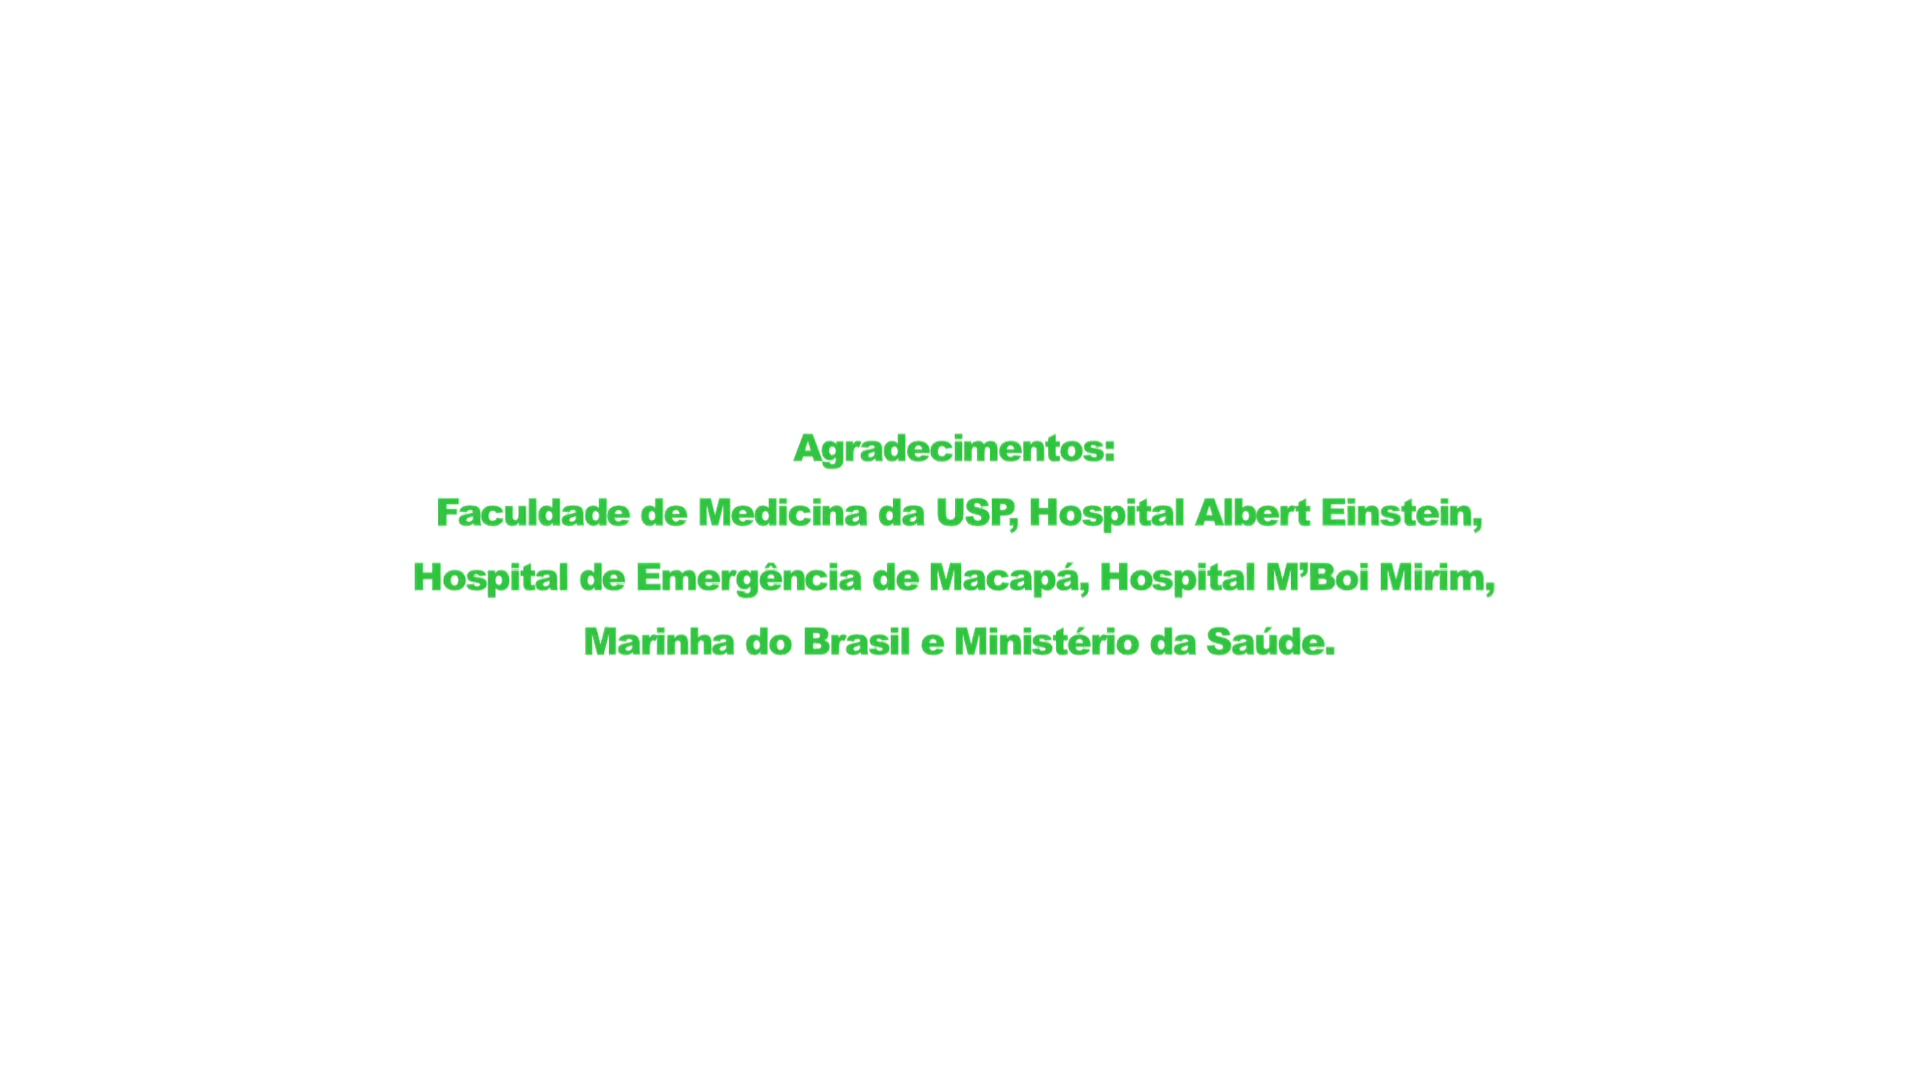 Agradecimentos:
Faculdade de Medicina da USP, Hospital Albert Einstein,
Hospital de Emergência de Macapá, Hospital M’Boi Mirim,
Marinha do Brasil e Ministério da Saúde.